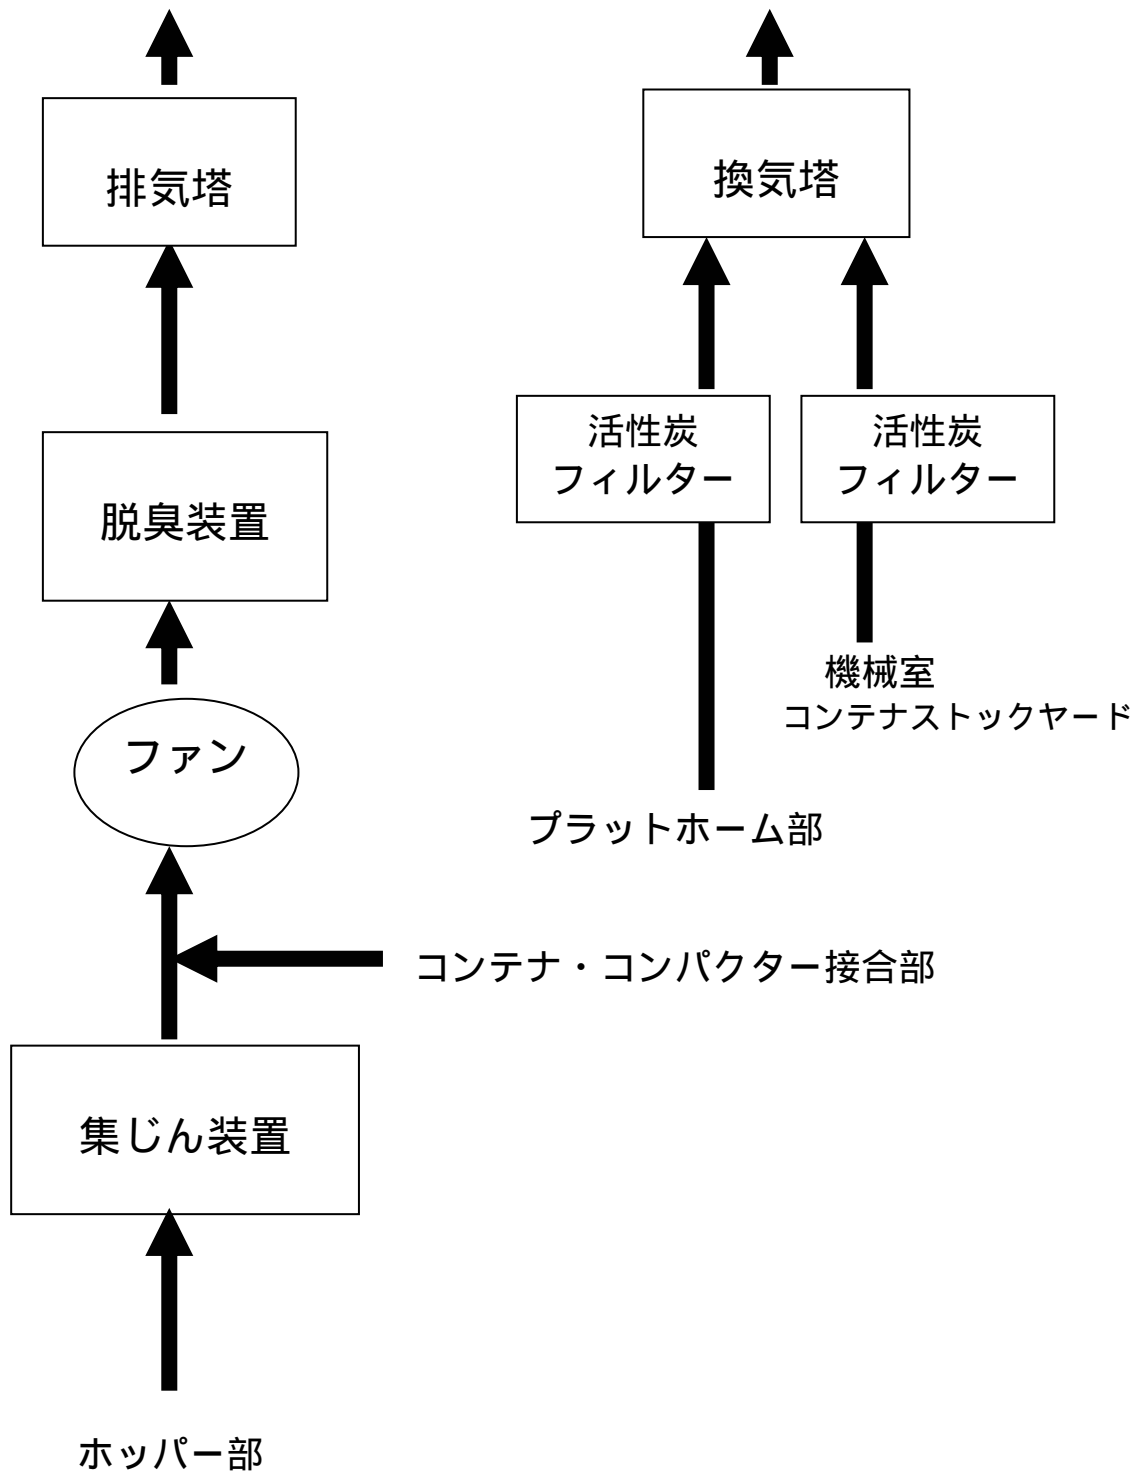 排気塔
換気塔
活性炭
フィルター
活性炭
フィルター
脱臭装置
機械室
コンテナストックヤード
ファン
プラットホーム部
コンテナ・コンパクター接合部
集じん装置
ホッパー部